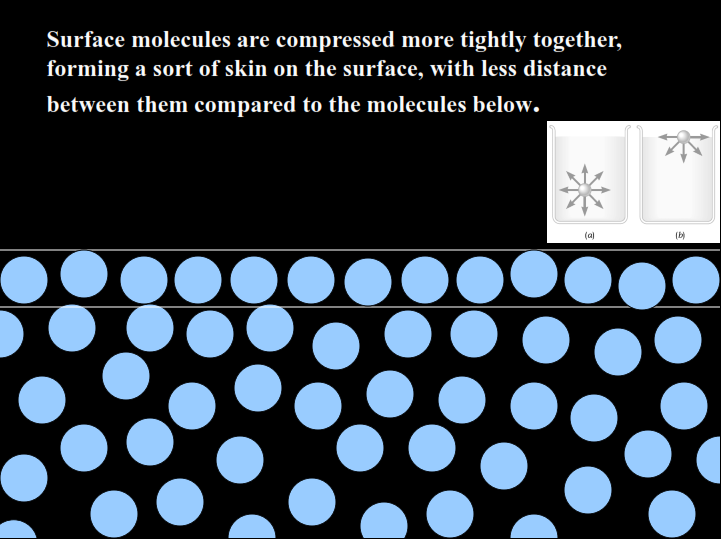 Surface molecules are compressed more tightly together,
forming a sort of skin on the surface, with less distance
between them compared to the molecules below.
(a)
(b)